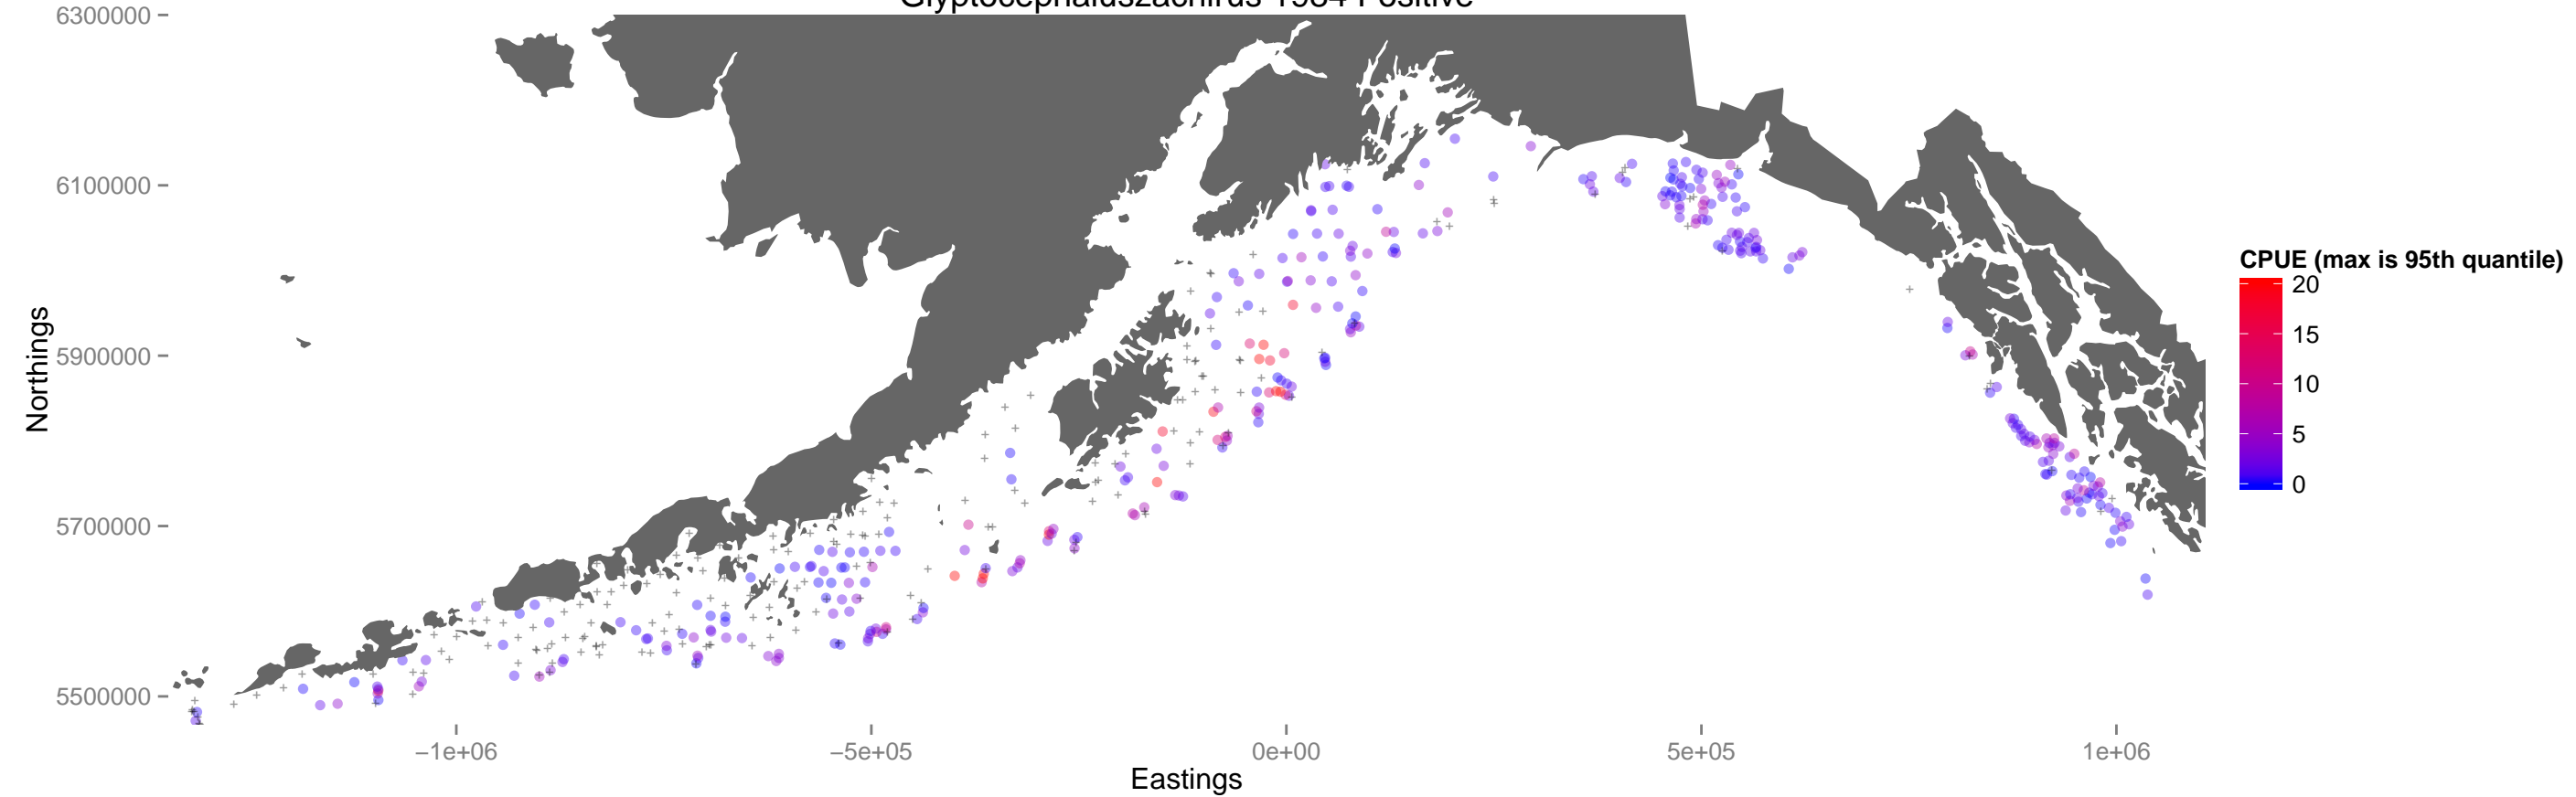 Glyptocephaluszachirus 1984 Positive
6300000
6100000
5900000
5700000
5500000
Northings
−1e+06
−5e+05
0e+00
5e+05
1e+06
Eastings
CPUE (max is 95th quantile)
20
15
10
5
0